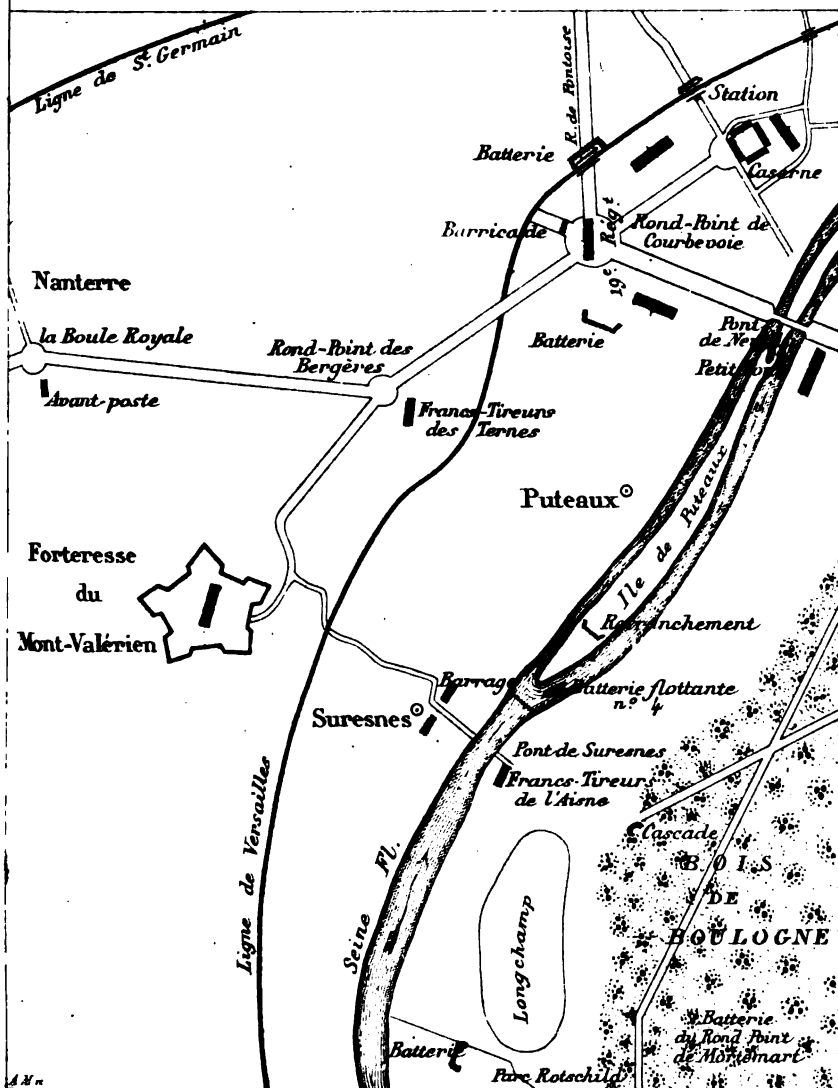 Ligne de St. Germain
R. de Pontoise
Station
Batterie
Caserne
Barricade
19e. Régt
Rond-Point de
Courbevoie
Nanterre
la Boule Royale
Rond-Point des
Bergères
Batterie
Pont
de
Avant-poste
Francs-Tireurs
des Ternes
Puteaux
Ile de Puteaux
Forteresse
du
Mont-Valérien
Retranchement
Barrage
Batterie flottante
no. 4
Suresnes
Pont de Suresnes
Francs-Tireurs
de l'Aisne
Ligne de Versailles
Cascade
BOIS
DE
BOULOGNE
Seine Fl.
Longchamp
Batterie
du Rond Point
de Mortemart
Batterie
Parc Rotschild